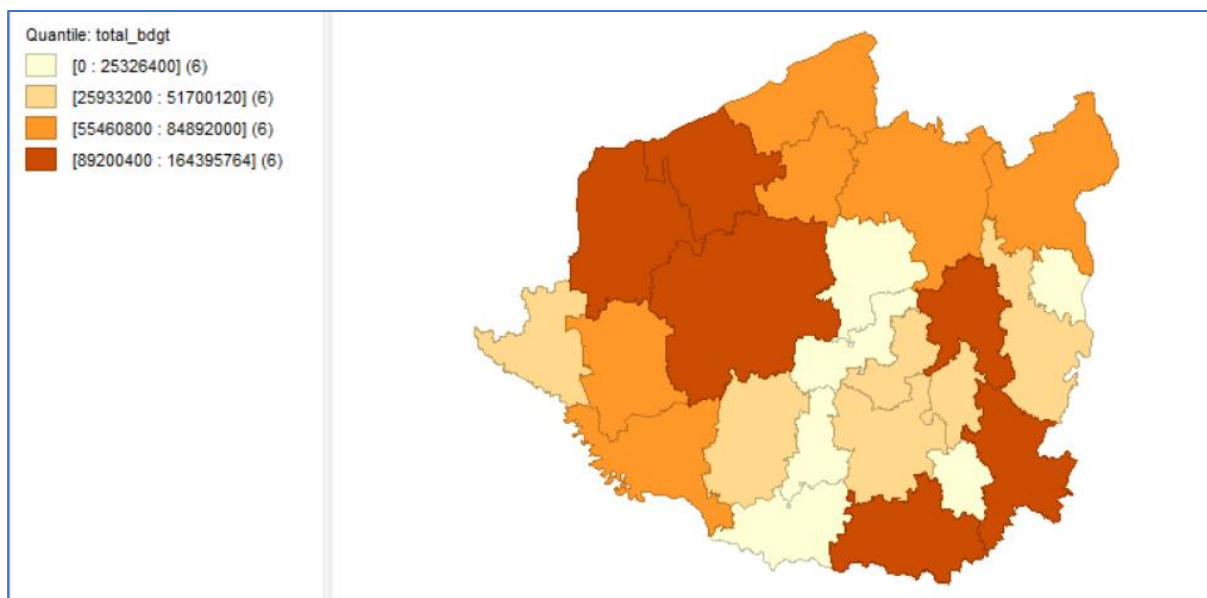 Quantile: total_bdgt
[0 : 25326400] (6)
[25933200 : 51700120] (6)
[55460800 : 84892000] (6)
[89200400 : 164395764] (6)